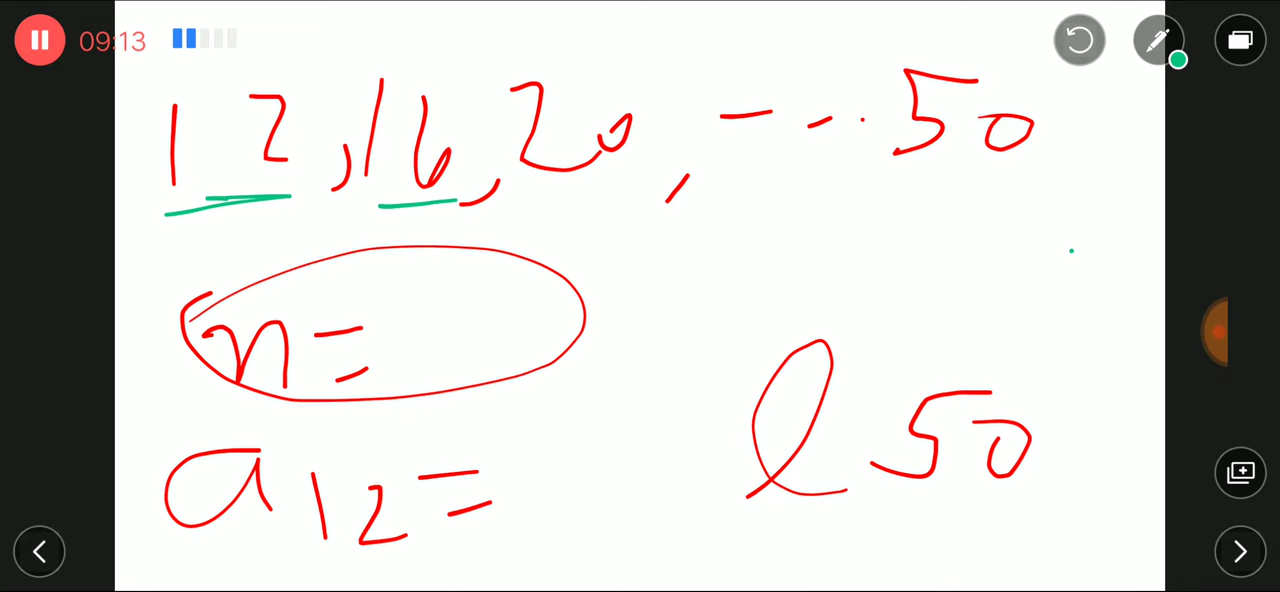 09:13
12, 16, 20, - - . 50
n =
l 50
a12 =